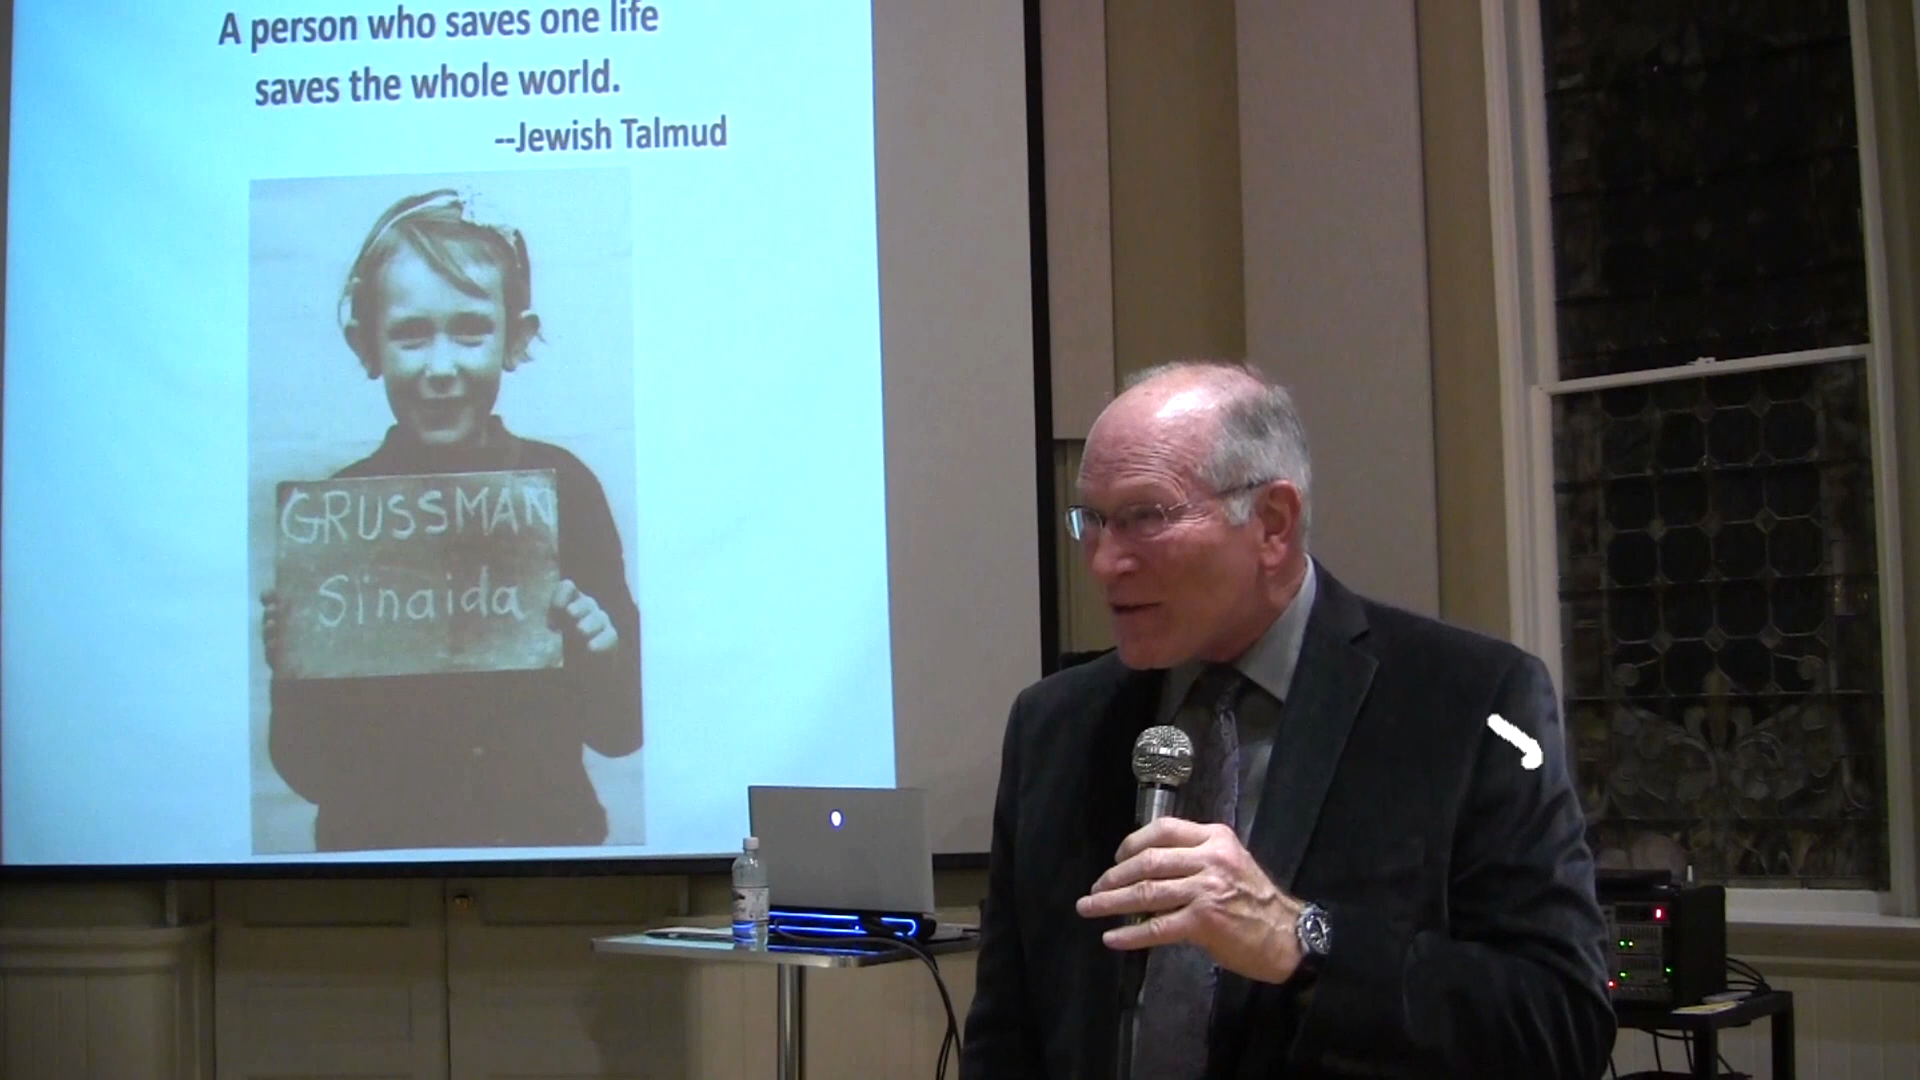 A person who saves one life
saves the whole world.
--Jewish Talmud
GRUSSMAN
Sinaida